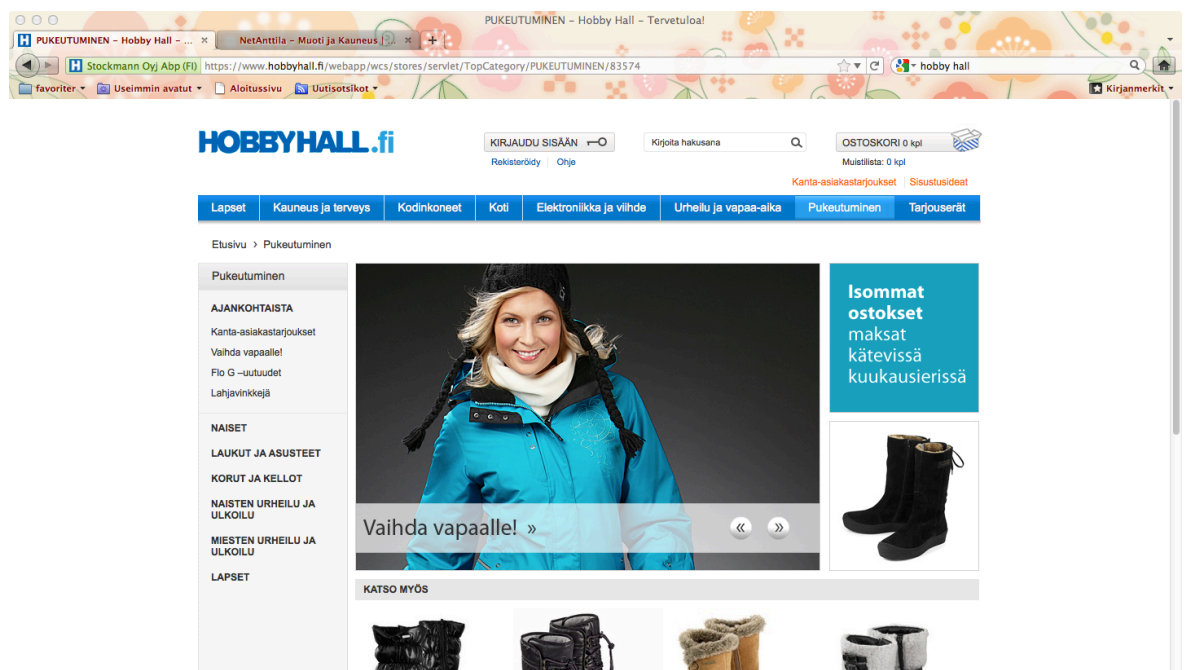 PUKEUTUMINEN – Hobby Hall – Tervetuloa!
PUKEUTUMINEN – Hobby Hall – ...
NetAnttila – Muoti ja Kauneus |
Stockmann Oyj Abp (FI) https://www.hobbyhall.fi/webapp/wcs/stores/servlet/TopCategory/PUKEUTUMINEN/83574
hobby hall
favoriter Useimmin avatut Aloitussivu Uutisotsikot Kirjanmerkit
HOBBYHALL.fi
KIRJAUDU SISÄÄN
Kirjoita hakusana
OSTOSKORI 0 kpl
Rekisteröidy Ohje
Muistilista: 0 kpl
Kanta-asiakastarjoukset Sisustusideat
Lapset Kauneus ja terveys Kodinkoneet Koti Elektroniikka ja viihde Urheilu ja vapaa-aika Pukeutuminen Tarjouserät
Etusivu > Pukeutuminen
Pukeutuminen
AJANKOHTAISTA
Kanta-asiakastarjoukset
Vaihda vapaalle!
Flo G –uutuudet
Lahjavinkkejä
NAISET
LAUKUT JA ASUSTEET
KORUT JA KELLOT
NAISTEN URHEILU JA
ULKOILU
MIESTEN URHEILU JA
ULKOILU
LAPSET
Vaihda vapaalle! »
« »
Isommat
ostokset
maksat
kätevissä
kuukausierissä
KATSO MYÖS